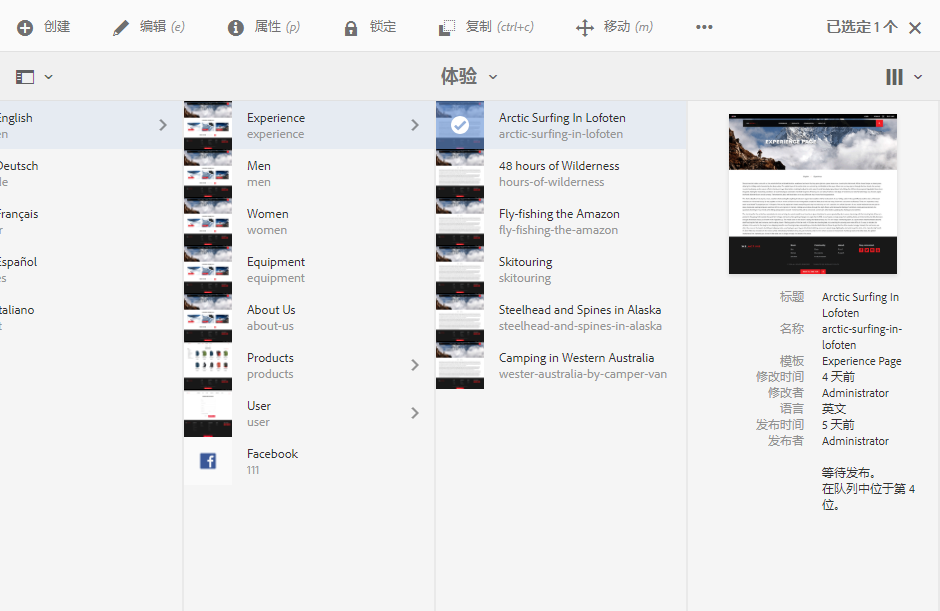 创建 编辑 (e) 属性 (p) 锁定 复制 (ctrl+c) 移动 (m) 已选定 1 个
体验
English
en
Deutsch
de
Français
fr
Español
es
Italiano
it
Experience
experience
Men
men
Women
women
Equipment
equipment
About Us
about-us
Products
products
User
user
Facebook
111
Arctic Surfing In Lofoten
arctic-surfing-in-lofoten
48 hours of Wilderness
hours-of-wilderness
Fly-fishing the Amazon
fly-fishing-the-amazon
Skitouring
skitouring
Steelhead and Spines in Alaska
steelhead-and-spines-in-alaska
Camping in Western Australia
wester-australia-by-camper-van
EXPERIENCE PAGE
标题 Arctic Surfing In
Lofoten
名称 arctic-surfing-in-
lofoten
模板 Experience Page
修改时间 4 天前
修改者 Administrator
语言 英文
发布时间 5 天前
发布者 Administrator
等待发布。
在队列中位于第 4
位。